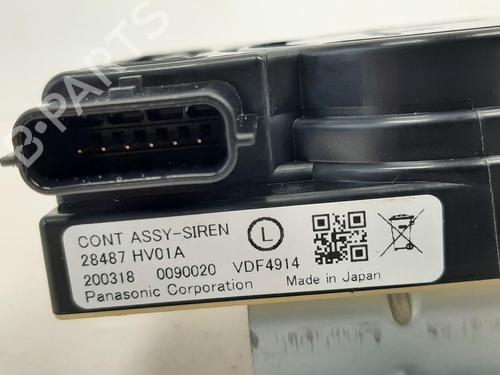 B-PARTS
CONT ASSY-SIREN
L
28487 HV01A
200318 0090020 VDF4914
Panasonic Corporation Made in Japan